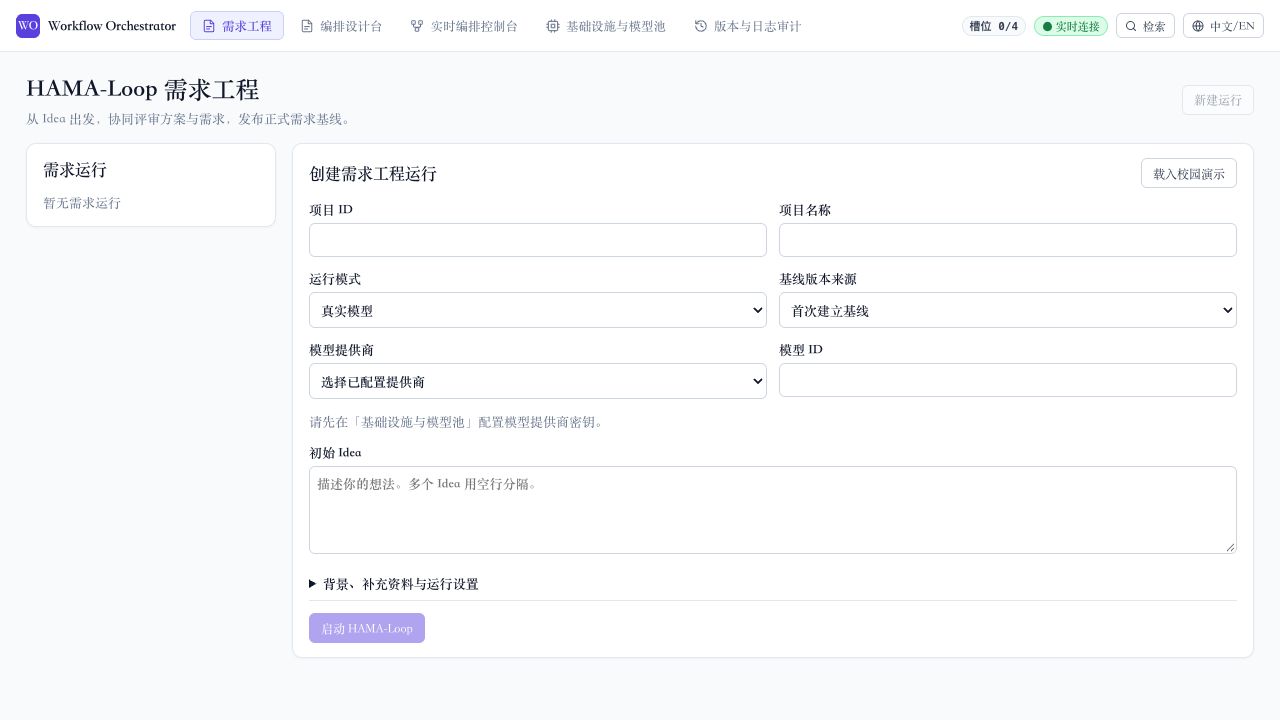 WO Workflow Orchestrator 需求工程 编排设计台 实时编排控制台 基础设施与模型池 版本与日志审计 槽位 0/4 实时连接 检索 中文/EN
HAMA-Loop 需求工程
新建运行
从 Idea 出发，协同评审方案与需求，发布正式需求基线。
需求运行
暂无需求运行
创建需求工程运行
载入校园演示
项目 ID 项目名称
运行模式 基线版本来源
真实模型 首次建立基线
模型提供商 模型 ID
选择已配置提供商
请先在「基础设施与模型池」配置模型提供商密钥。
初始 Idea
描述你的想法。多个 Idea 用空行分隔。
背景、补充资料与运行设置
启动 HAMA-Loop